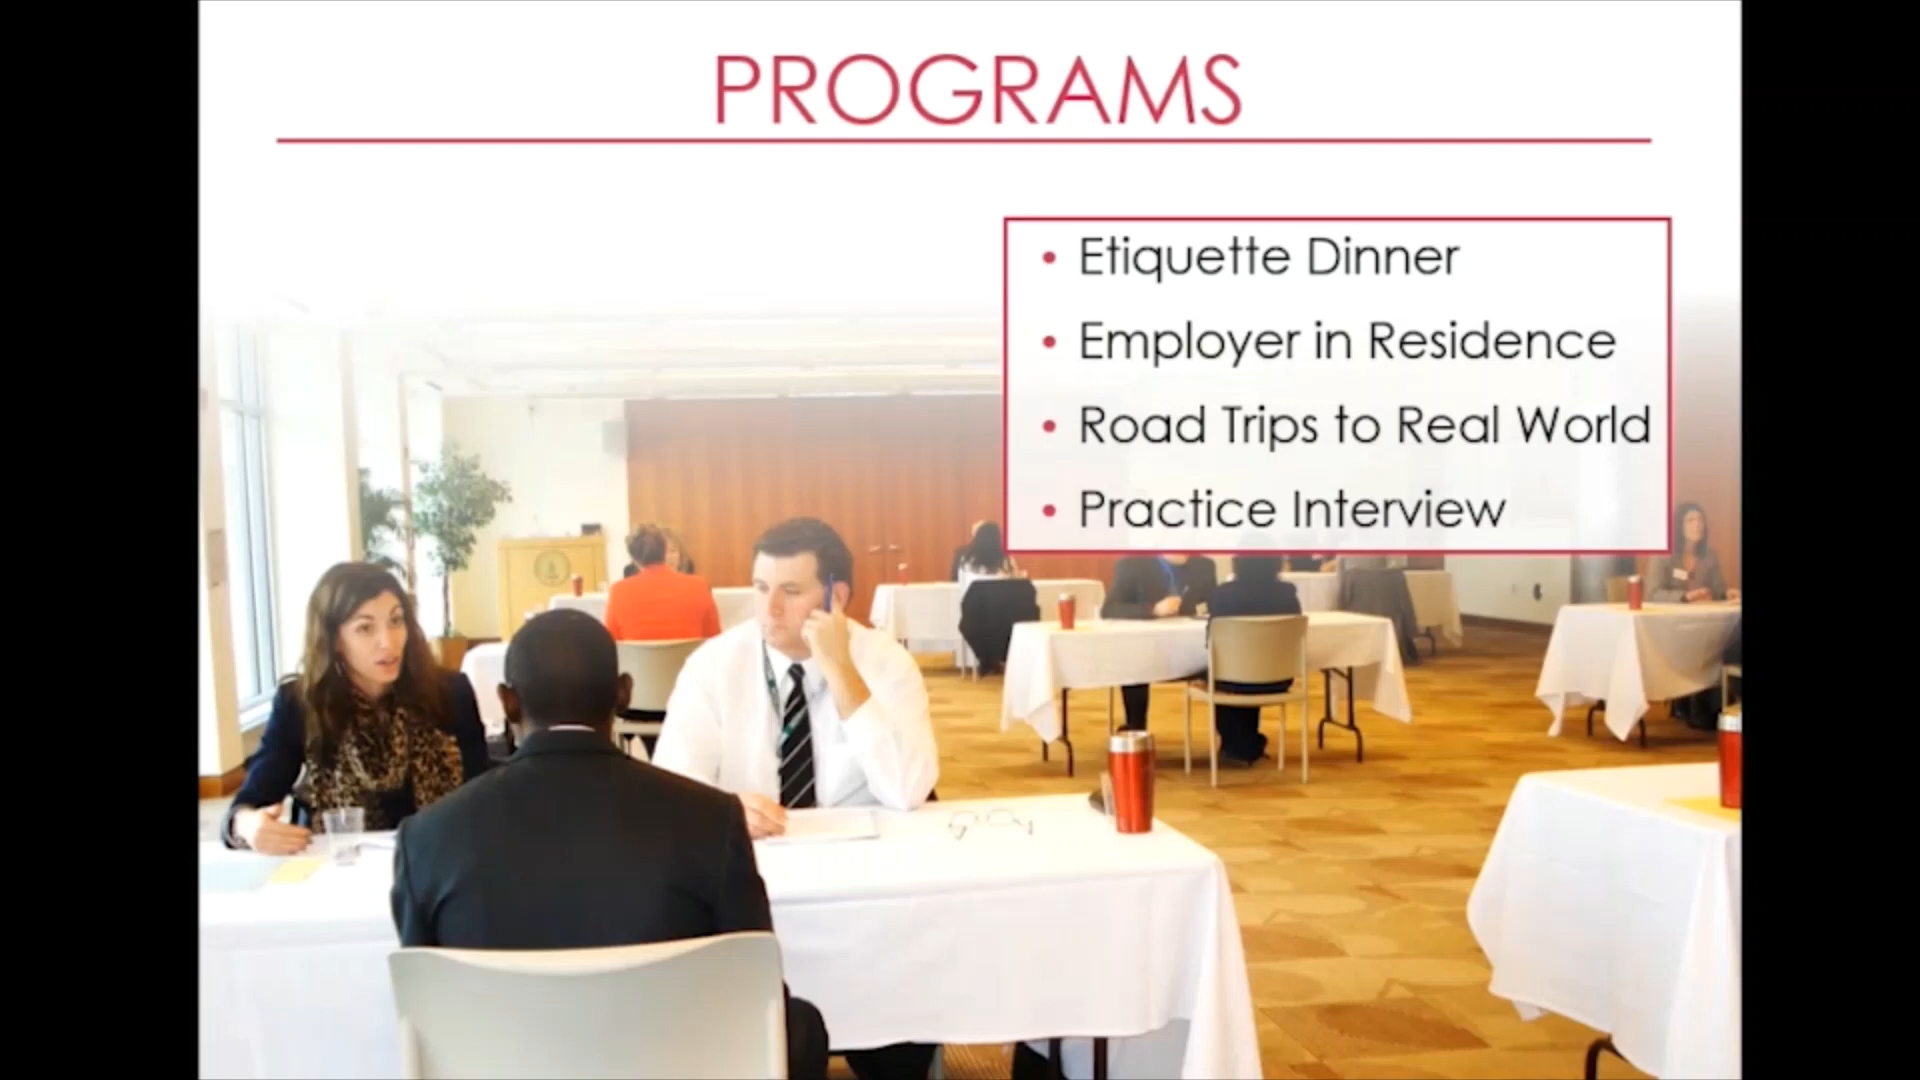 PROGRAMS
• Etiquette Dinner
• Employer in Residence
• Road Trips to Real World
• Practice Interview